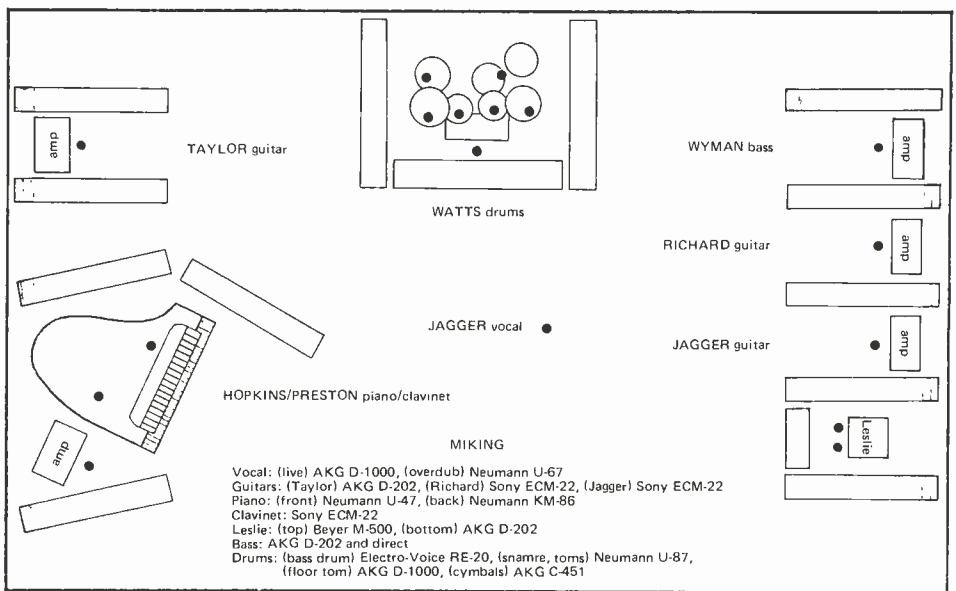 amp
TAYLOR guitar
WATTS drums
WYMAN bass
amp
RICHARD guitar
amp
JAGGER vocal
JAGGER guitar
amp
HOPKINS/PRESTON piano/clavinet
amp
Leslie
MIKING
Vocal: (live) AKG D-1000, (overdub) Neumann U-67
Guitars: (Taylor) AKG D-202, (Richard) Sony ECM-22, (Jagger) Sony ECM-22
Piano: (front) Neumann U-47, (back) Neumann KM-86
Clavinet: Sony ECM-22
Leslie: (top) Beyer M-500, (bottom) AKG D-202
Bass: AKG D-202 and direct
Drums: (bass drum) Electro-Voice RE-20, (snamre, toms) Neumann U-87,
(floor tom) AKG D-1000, (cymbals) AKG C-451